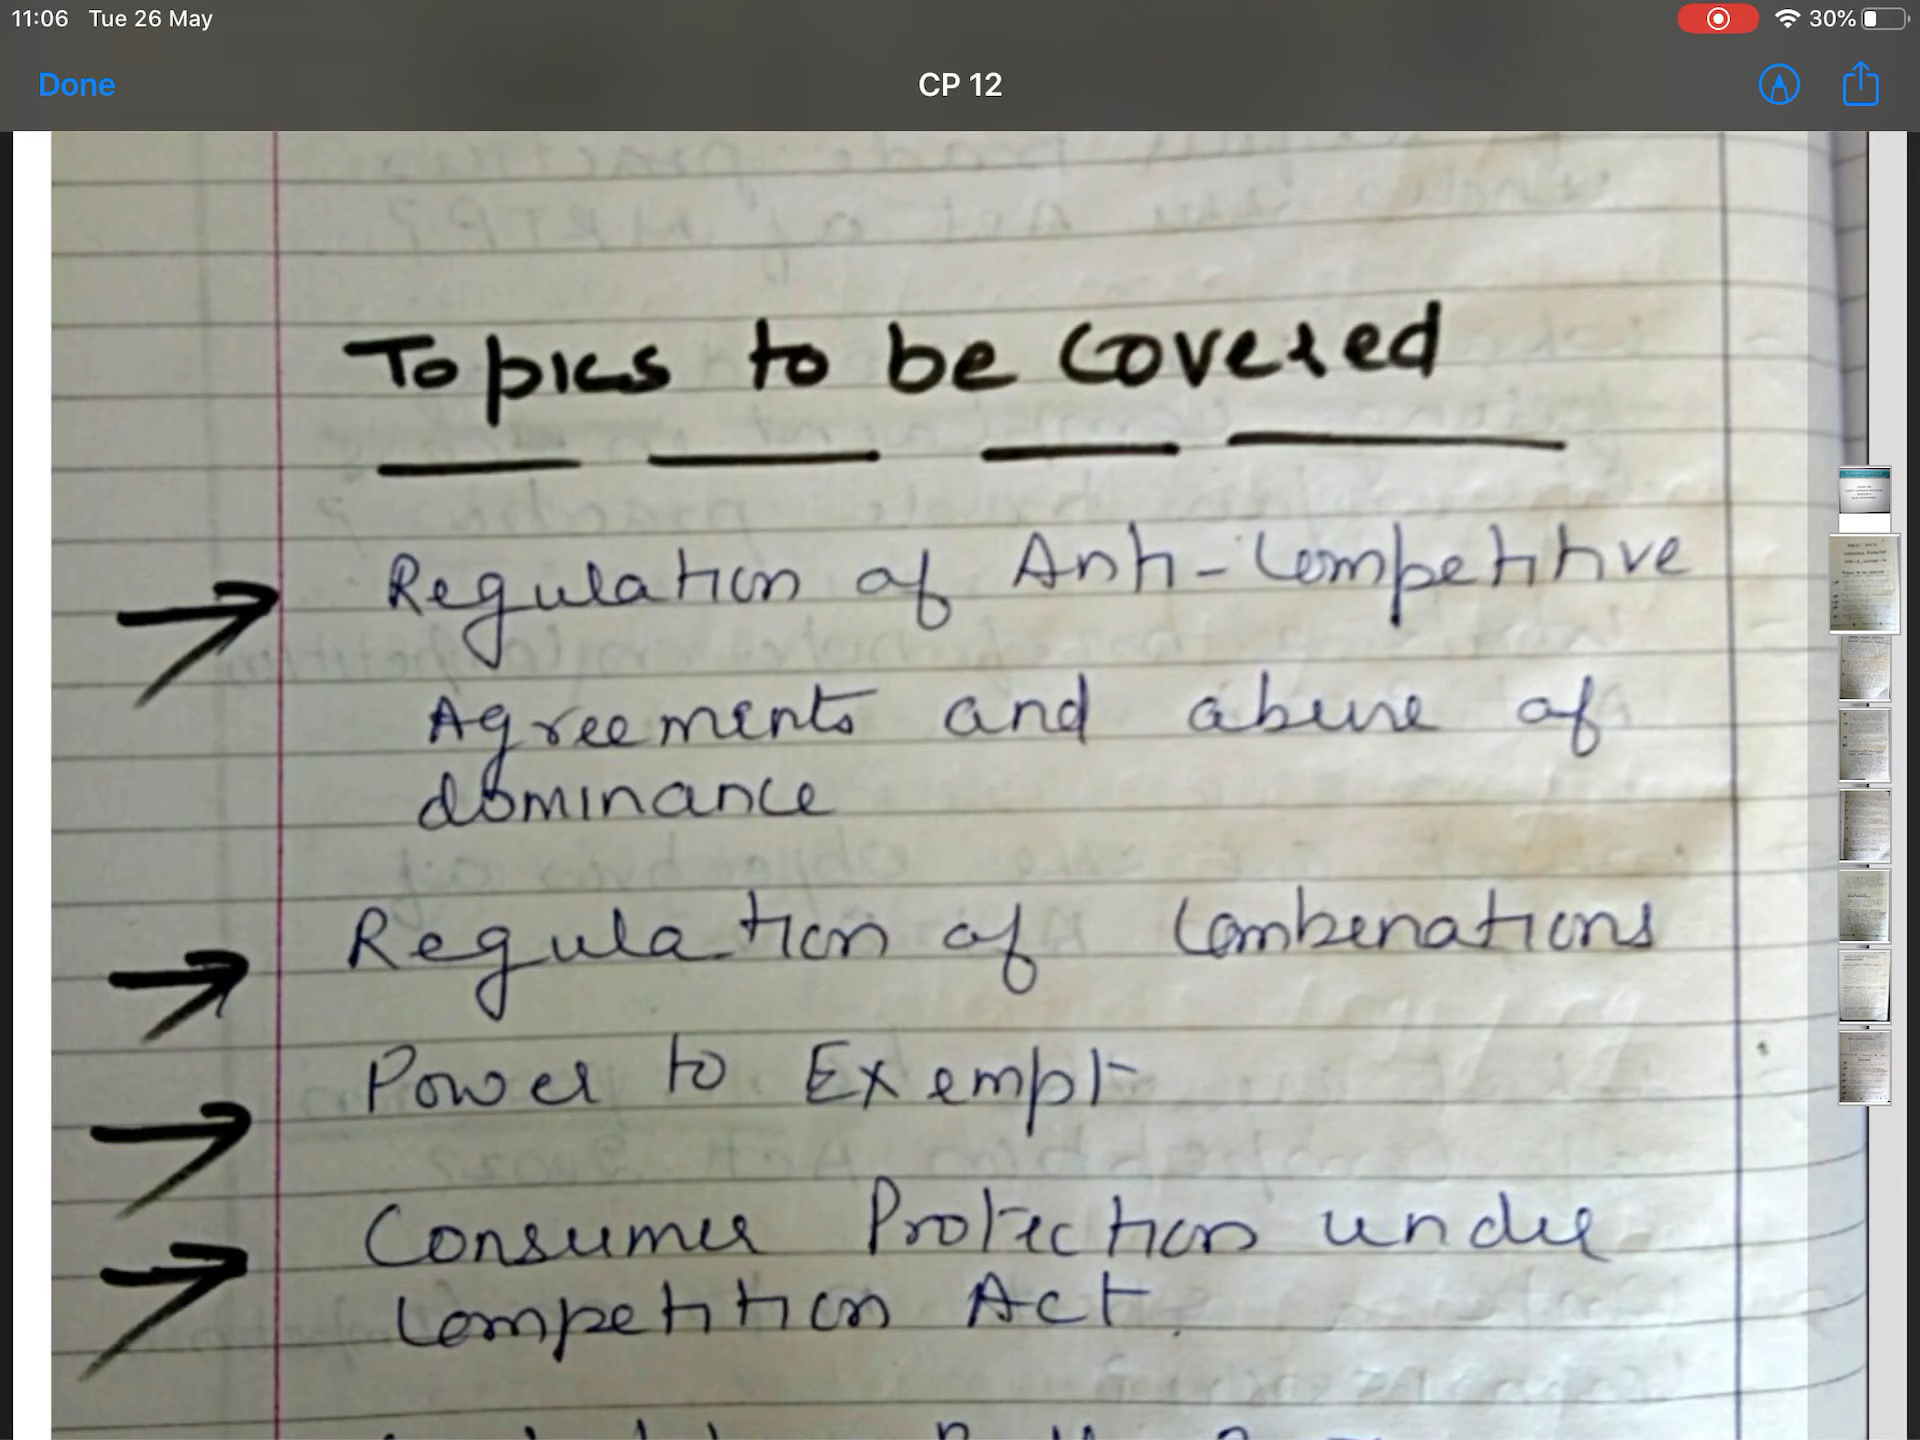 11:06 Tue 26 May
30%
Done
CP 12
Topics to be covered
Regulation of Anti-Competitive
Agreements and abuse of
dominance
Regulation of Combenations
Power to Exempt
Consumer Protection under
Competition Act.